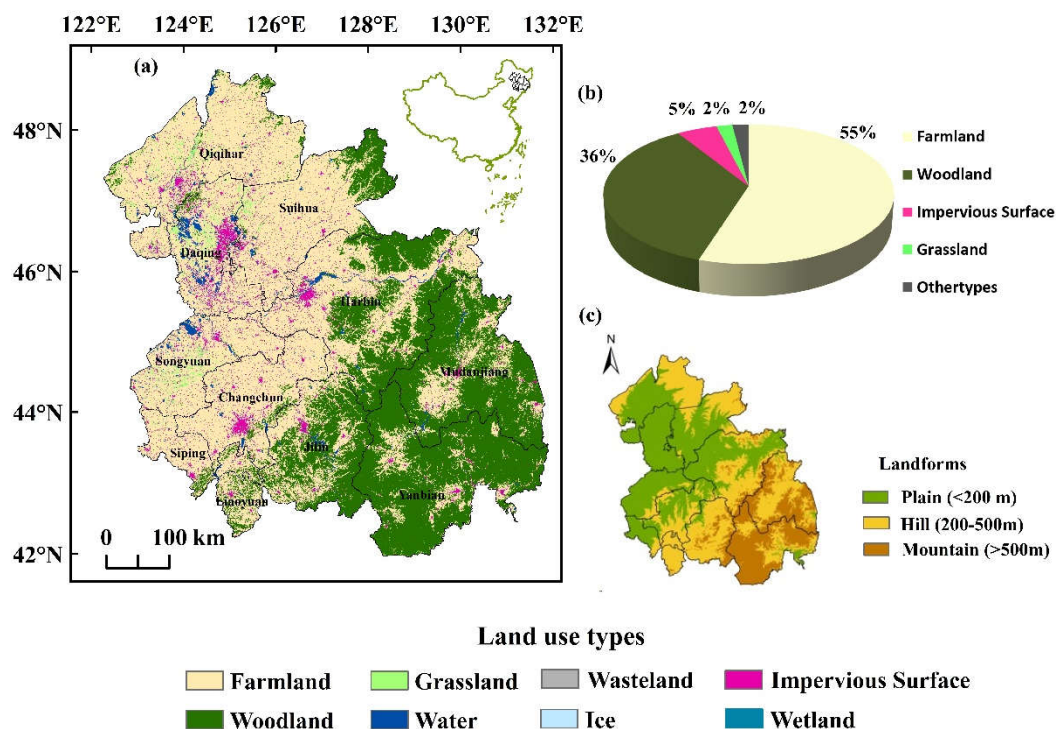 122°E 124°E 126°E 128°E 130°E 132°E
(a)
48°N
46°N
44°N
42°N
Qiqihar
Suihua
Daqing
Harbin
Songyuan
Mudanjiang
Changchun
Jilin
Siping
Yanbian
Liaoyuan
0 100 km
(b)
5% 2% 2%
55%
36%
Farmland
Woodland
Impervious Surface
Grassland
Othertypes
(c)
N
Landforms
Plain (<200 m)
Hill (200-500m)
Mountain (>500m)
Land use types
Farmland Grassland Wasteland Impervious Surface
Woodland Water Ice Wetland